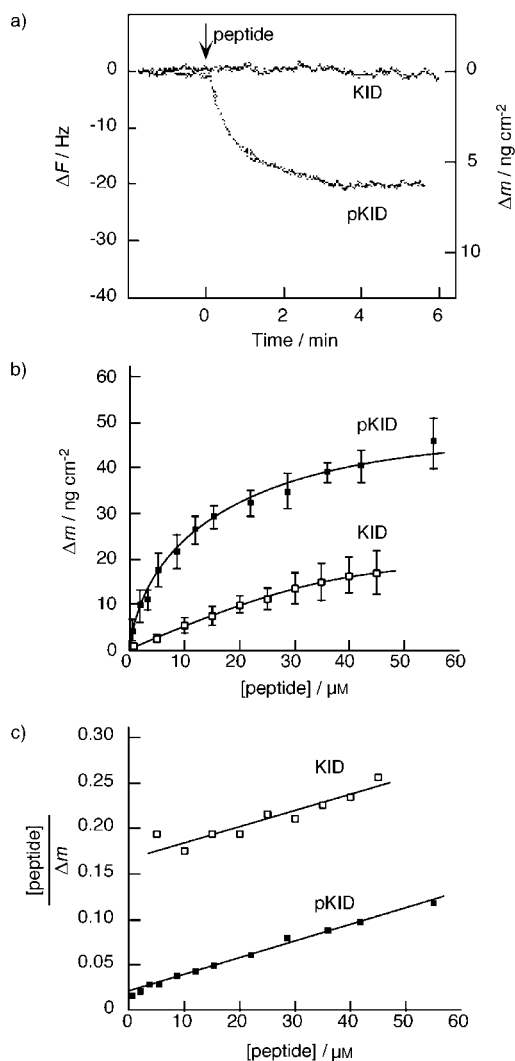 a)
peptide
0
-10
-20
-30
-40
ΔF / Hz
KID
pKID
0
5
10
Δm / ng cm⁻²
0 2 4 6
Time / min
b)
60
50
40
30
20
10
0
Δm / ng cm⁻²
pKID
KID
0 10 20 30 40 50 60
[peptide] / μM
c)
0.30
0.25
0.20
0.15
0.10
0.05
0
[peptide]
Δm
KID
pKID
0 10 20 30 40 50 60
[peptide] / μM